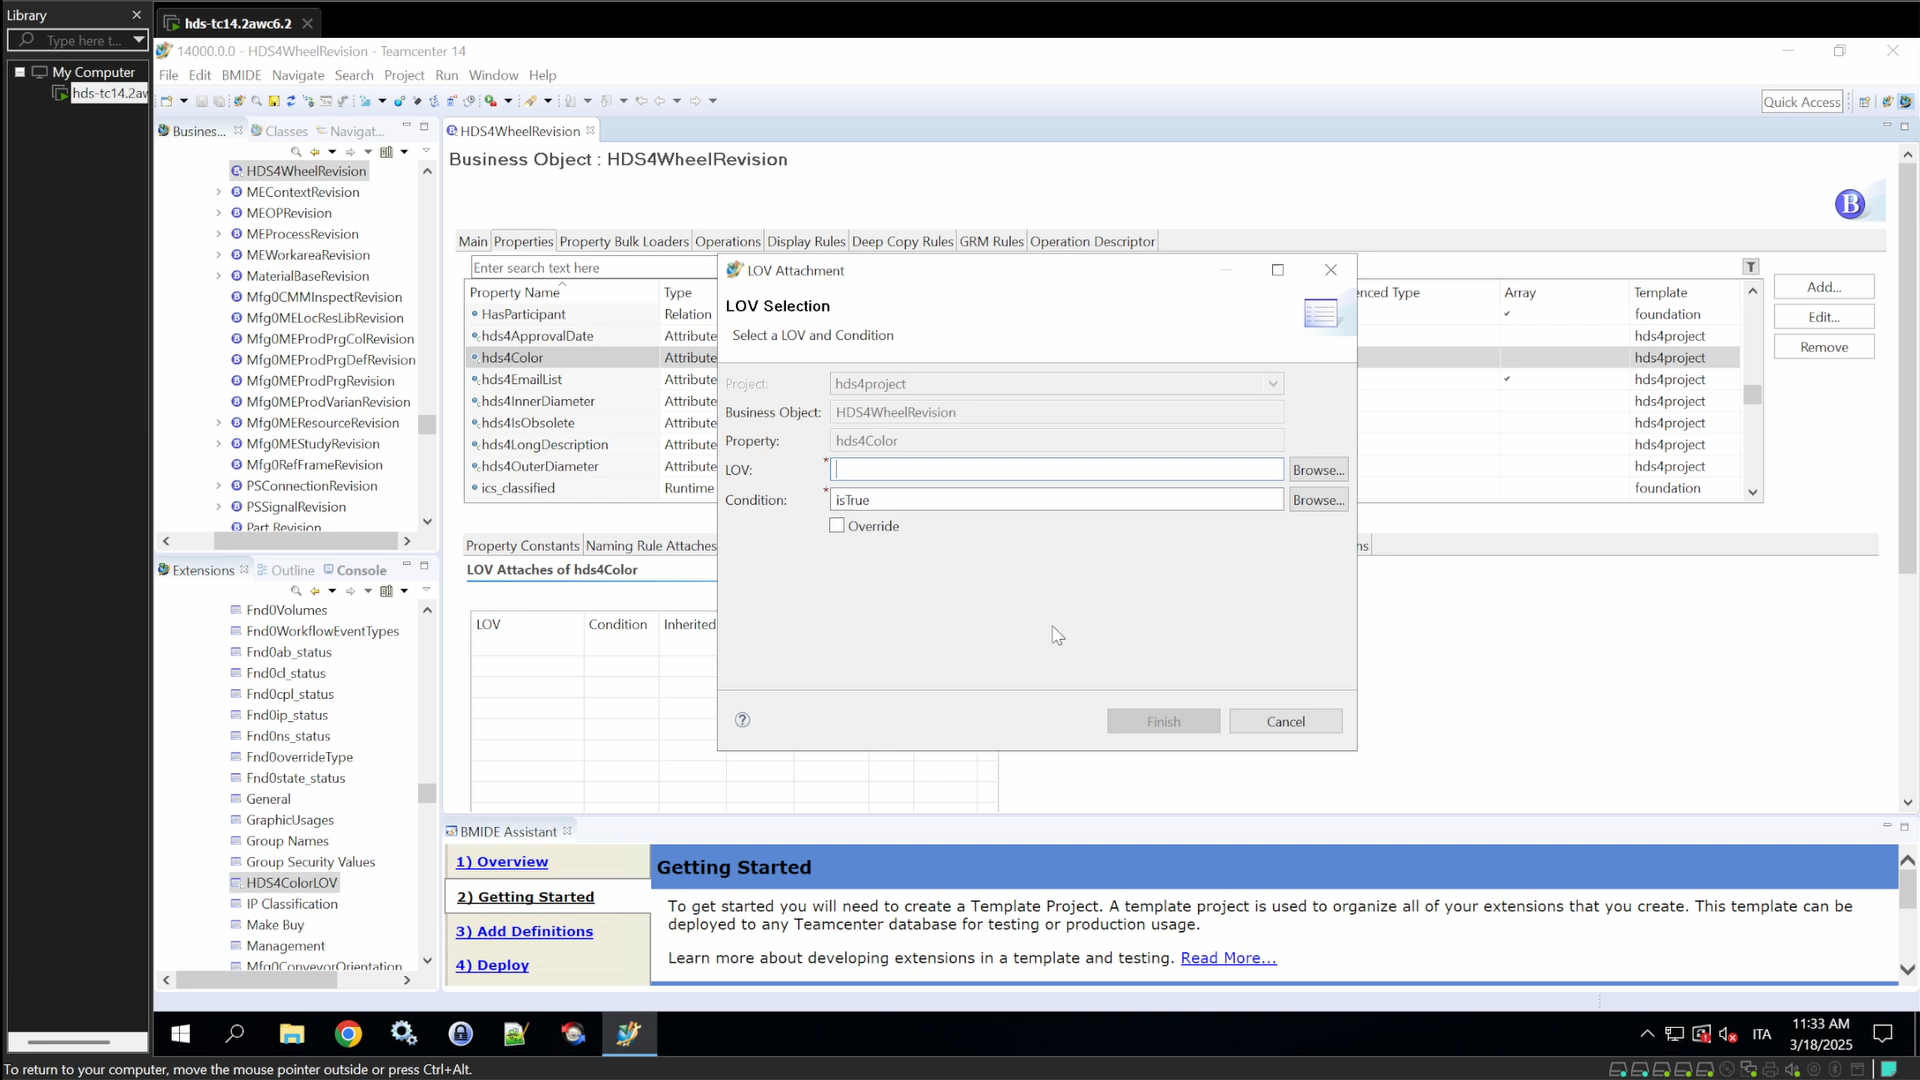 Library
hds-tc14.2awc6.2
Type here t...
My Computer
hds-tc14.2aw
14000.0.0 - HDS4WheelRevision - Teamcenter 14
File Edit BMIDE Navigate Search Project Run Window Help
Quick Access
Busines... Classes Navigat...
HDS4WheelRevision
MEContextRevision
MEOPRevision
MEProcessRevision
MEWorkareaRevision
MaterialBaseRevision
Mfg0CMMInspectRevision
Mfg0MELocResLibRevision
Mfg0MEProdPrgColRevision
Mfg0MEProdPrgDefRevision
Mfg0MEProdPrgRevision
Mfg0MEProdVarianRevision
Mfg0MEResourceRevision
Mfg0MEStudyRevision
Mfg0RefFrameRevision
PSConnectionRevision
PSSignalRevision
Part Revision
Extensions Outline Console
Fnd0Volumes
Fnd0WorkflowEventTypes
Fnd0ab_status
Fnd0cl_status
Fnd0cpl_status
Fnd0ip_status
Fnd0ns_status
Fnd0overrideType
Fnd0state_status
General
GraphicUsages
Group Names
Group Security Values
HDS4ColorLOV
IP Classification
Make Buy
Management
Mfg0ConveyorOrientation
HDS4WheelRevision
Business Object : HDS4WheelRevision
B
Main Properties Property Bulk Loaders Operations Display Rules Deep Copy Rules GRM Rules Operation Descriptor
Enter search text here
Property Name Type enced Type Array Template
HasParticipant Relation ✓ foundation
hds4ApprovalDate Attribute hds4project
hds4Color Attribute hds4project
hds4EmailList Attribute ✓ hds4project
hds4InnerDiameter Attribute hds4project
hds4IsObsolete Attribute hds4project
hds4LongDescription Attribute hds4project
hds4OuterDiameter Attribute hds4project
ics_classified Runtime foundation
Add...
Edit...
Remove
Property Constants Naming Rule Attaches ns
LOV Attaches of hds4Color
LOV Condition Inherited
LOV Attachment
LOV Selection
Select a LOV and Condition
Project: hds4project
Business Object: HDS4WheelRevision
Property: hds4Color
LOV: * Browse...
Condition: * isTrue Browse...
Override
? Finish Cancel
BMIDE Assistant
1) Overview
2) Getting Started
3) Add Definitions
4) Deploy
Getting Started
To get started you will need to create a Template Project. A template project is used to organize all of your extensions that you create. This template can be
deployed to any Teamcenter database for testing or production usage.
Learn more about developing extensions in a template and testing. Read More...
ITA
11:33 AM
3/18/2025
To return to your computer, move the mouse pointer outside or press Ctrl+Alt.